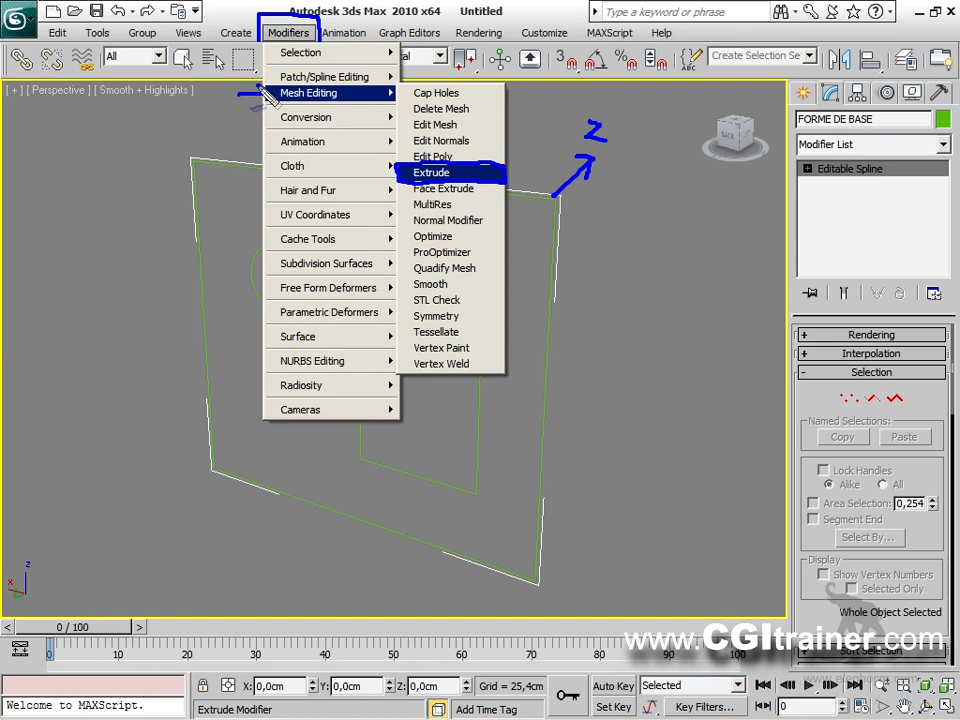 Autodesk 3ds Max 2010 x64 Untitled
Type a keyword or phrase
Edit Tools Group Views Create Modifiers Animation Graph Editors Rendering Customize MAXScript Help
All
3
Create Selection Se
[ + ] [ Perspective ] [ Smooth + Highlights ]
Selection
Patch/Spline Editing
Mesh Editing
Conversion
Animation
Cloth
Hair and Fur
UV Coordinates
Cache Tools
Subdivision Surfaces
Free Form Deformers
Parametric Deformers
Surface
NURBS Editing
Radiosity
Cameras
Cap Holes
Delete Mesh
Edit Mesh
Edit Normals
Edit Poly
Extrude
Face Extrude
MultiRes
Normal Modifier
Optimize
ProOptimizer
Quadify Mesh
Smooth
STL Check
Symmetry
Tessellate
Vertex Paint
Vertex Weld
Z
BACK
FORME DE BASE
Modifier List
Editable Spline
+ Rendering
+ Interpolation
- Selection
Named Selections:
Copy Paste
Lock Handles
Alike All
Area Selection: 0,254
Segment End
Select By...
Display
Show Vertex Numbers
Selected Only
Whole Object Selected
Soft Selection
z
x
www.CGItrainer.com
< 0 / 100 >
0 10 20 30 40 50 60 70 80 90 100
X: 0,0cm Y: 0,0cm Z: 0,0cm Grid = 25,4cm
Auto Key Selected
Welcome to MAXScript.
Extrude Modifier
Add Time Tag
Set Key Key Filters... 0